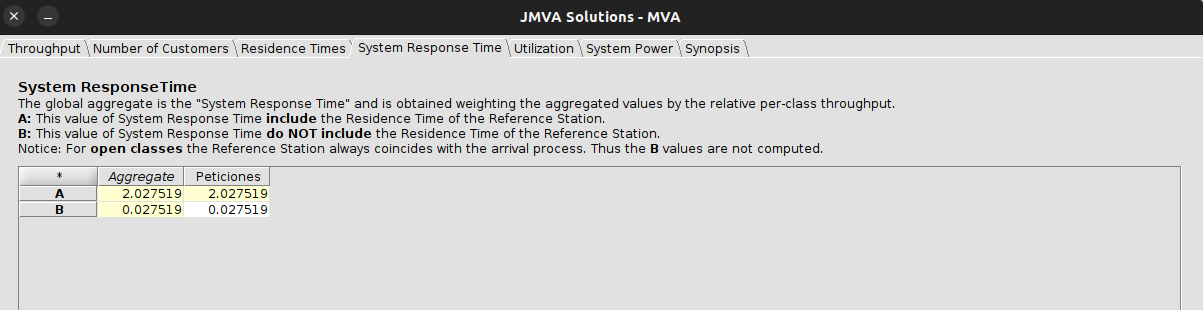 JMVA Solutions - MVA
Throughput Number of Customers Residence Times System Response Time Utilization System Power Synopsis
System ResponseTime
The global aggregate is the "System Response Time" and is obtained weighting the aggregated values by the relative per-class throughput.
A: This value of System Response Time include the Residence Time of the Reference Station.
B: This value of System Response Time do NOT include the Residence Time of the Reference Station.
Notice: For open classes the Reference Station always coincides with the arrival process. Thus the B values are not computed.
* Aggregate Peticiones
A 2.027519 2.027519
B 0.027519 0.027519